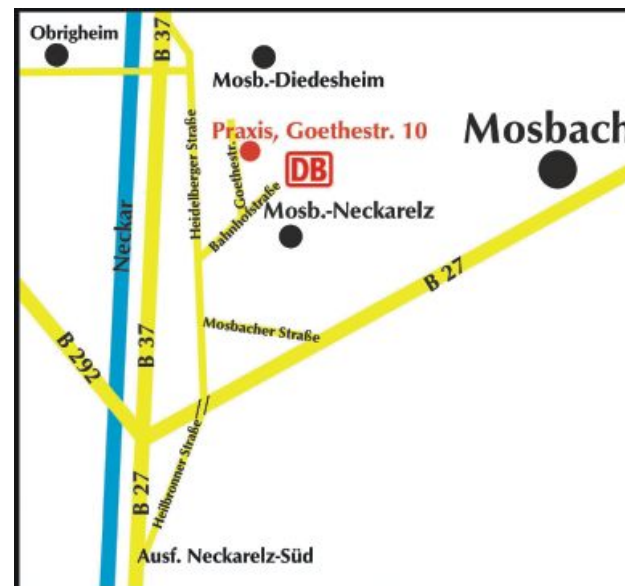 B 37
Obrigheim
Mosb.-Diedesheim
Praxis, Goethestr. 10
Mosbach
DB
Heidelberger Straße
Goethestr.
Bahnhofstraße
Mosb.-Neckarelz
Neckar
B 27
Mosbacher Straße
B 292
B 37
Heilbronner Straße
B 27
Ausf. Neckarelz-Süd